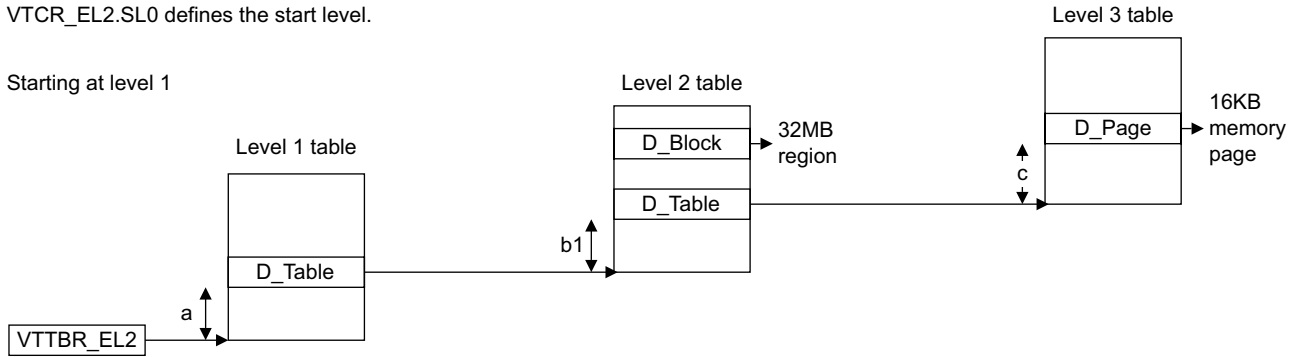 VTCR_EL2.SL0 defines the start level.
Starting at level 1
Level 1 table
D_Table
a
VTTBR_EL2
Level 2 table
D_Block
32MB
region
D_Table
b1
Level 3 table
D_Page
16KB
memory
page
c